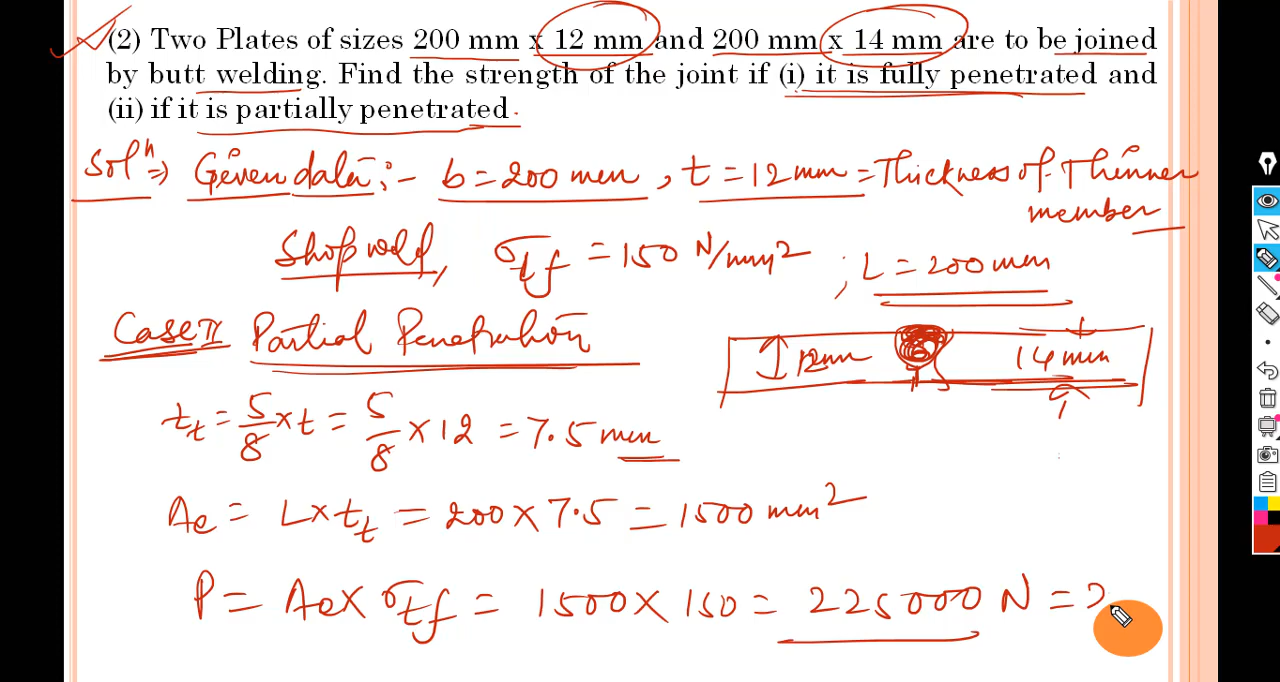 (2) Two Plates of sizes 200 mm x 12 mm and 200 mm x 14 mm are to be joined
by butt welding. Find the strength of the joint if (i) it is fully penetrated and
(ii) if it is partially penetrated.
Solⁿ ⇒ Given data :- b = 200 mm , t = 12 mm = Thickness of Thinner
member
Shop weld, σtf = 150 N/mm² ; L = 200 mm
Case II Partial Penetration
12mm 14 mm
tt = 5/8 × t = 5/8 × 12 = 7.5 mm
Ae = L × tt = 200 × 7.5 = 1500 mm²
P = Ae × σtf = 1500 × 150 = 225000 N = 2